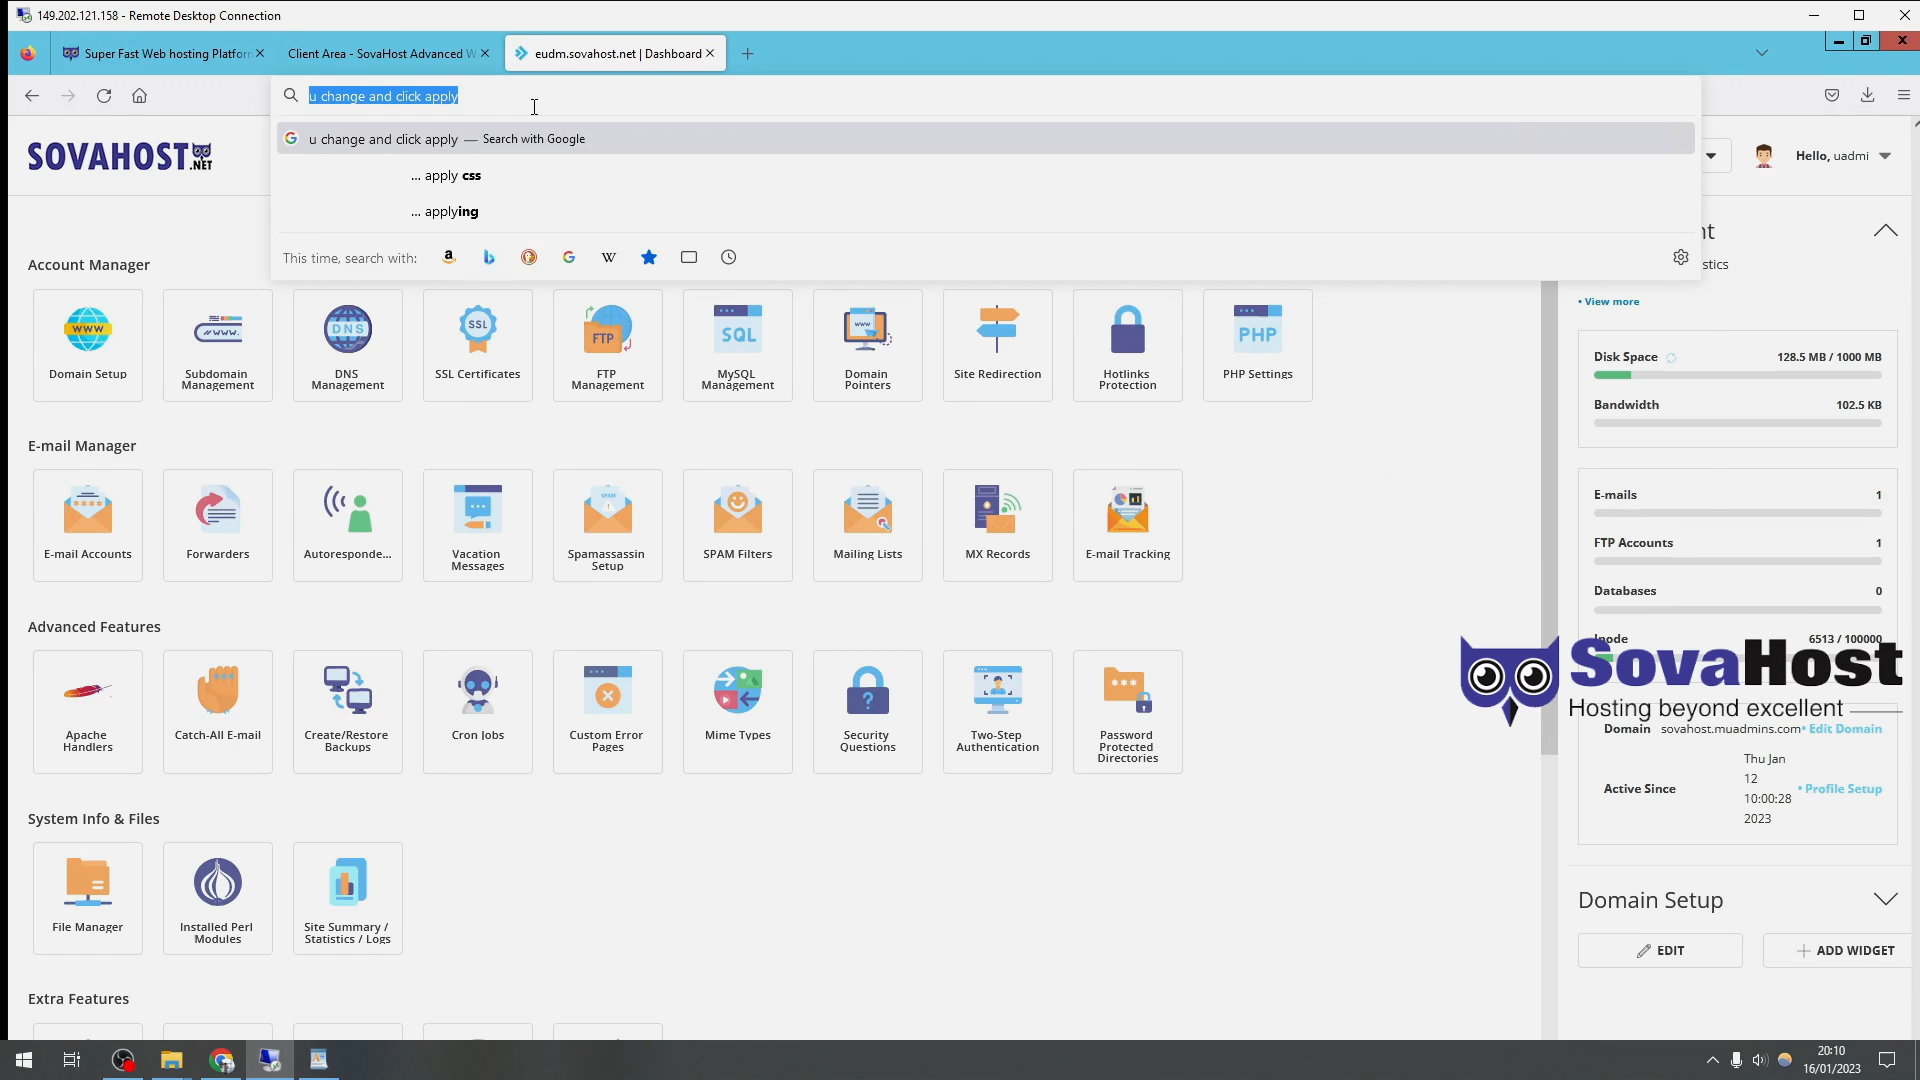 149.202.121.158 - Remote Desktop Connection
Super Fast Web hosting Platform
Client Area - SovaHost Advanced W
eudm.sovahost.net | Dashboard
u change and click apply
u change and click apply — Search with Google
... apply css
... applying
This time, search with:
SOVAHOST.NET
Hello, uadmi
Account Manager
Domain Setup
Subdomain Management
DNS Management
SSL Certificates
FTP Management
MySQL Management
Domain Pointers
Site Redirection
Hotlinks Protection
PHP Settings
E-mail Manager
E-mail Accounts
Forwarders
Autoresponde...
Vacation Messages
Spamassassin Setup
SPAM Filters
Mailing Lists
MX Records
E-mail Tracking
Advanced Features
Apache Handlers
Catch-All E-mail
Create/Restore Backups
Cron Jobs
Custom Error Pages
Mime Types
Security Questions
Two-Step Authentication
Password Protected Directories
System Info & Files
File Manager
Installed Perl Modules
Site Summary / Statistics / Logs
Extra Features
• View more
Disk Space 128.5 MB / 1000 MB
Bandwidth 102.5 KB
E-mails 1
FTP Accounts 1
Databases 0
Inode 6513 / 100000
SovaHost
Hosting beyond excellent
Domain sovahost.muadmins.com • Edit Domain
Active Since Thu Jan 12 10:00:28 2023 • Profile Setup
Domain Setup
EDIT
ADD WIDGET
20:10
16/01/2023